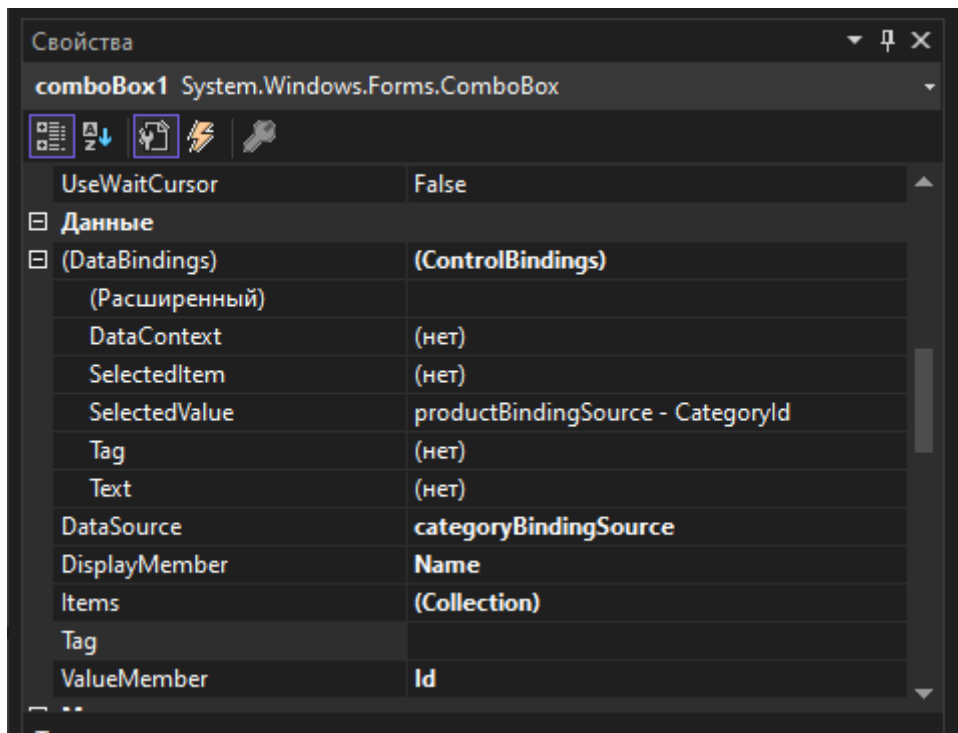 Свойства
comboBox1 System.Windows.Forms.ComboBox
UseWaitCursor False
Данные
(DataBindings) (ControlBindings)
(Расширенный)
DataContext (нет)
SelectedItem (нет)
SelectedValue productBindingSource - CategoryId
Tag (нет)
Text (нет)
DataSource categoryBindingSource
DisplayMember Name
Items (Collection)
Tag
ValueMember Id